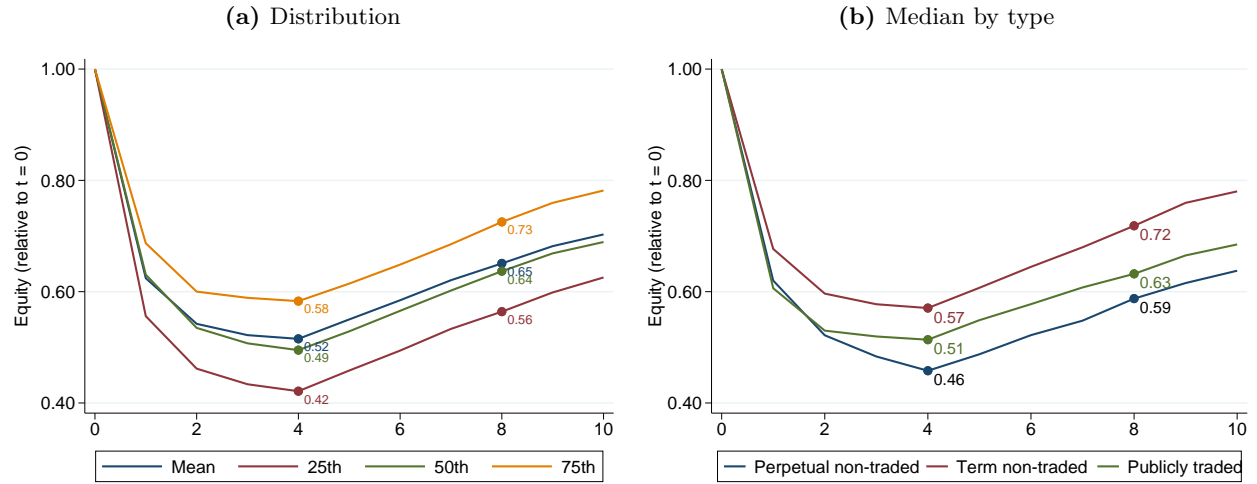 (a) Distribution
Equity (relative to t = 0)
1.00
0.80
0.60
0.40
0.73
0.65
0.64
0.58
0.56
0.52
0.49
0.42
0 2 4 6 8 10
Mean 25th 50th 75th
(b) Median by type
Equity (relative to t = 0)
1.00
0.80
0.60
0.40
0.72
0.63
0.59
0.57
0.51
0.46
0 2 4 6 8 10
Perpetual non-traded Term non-traded Publicly traded